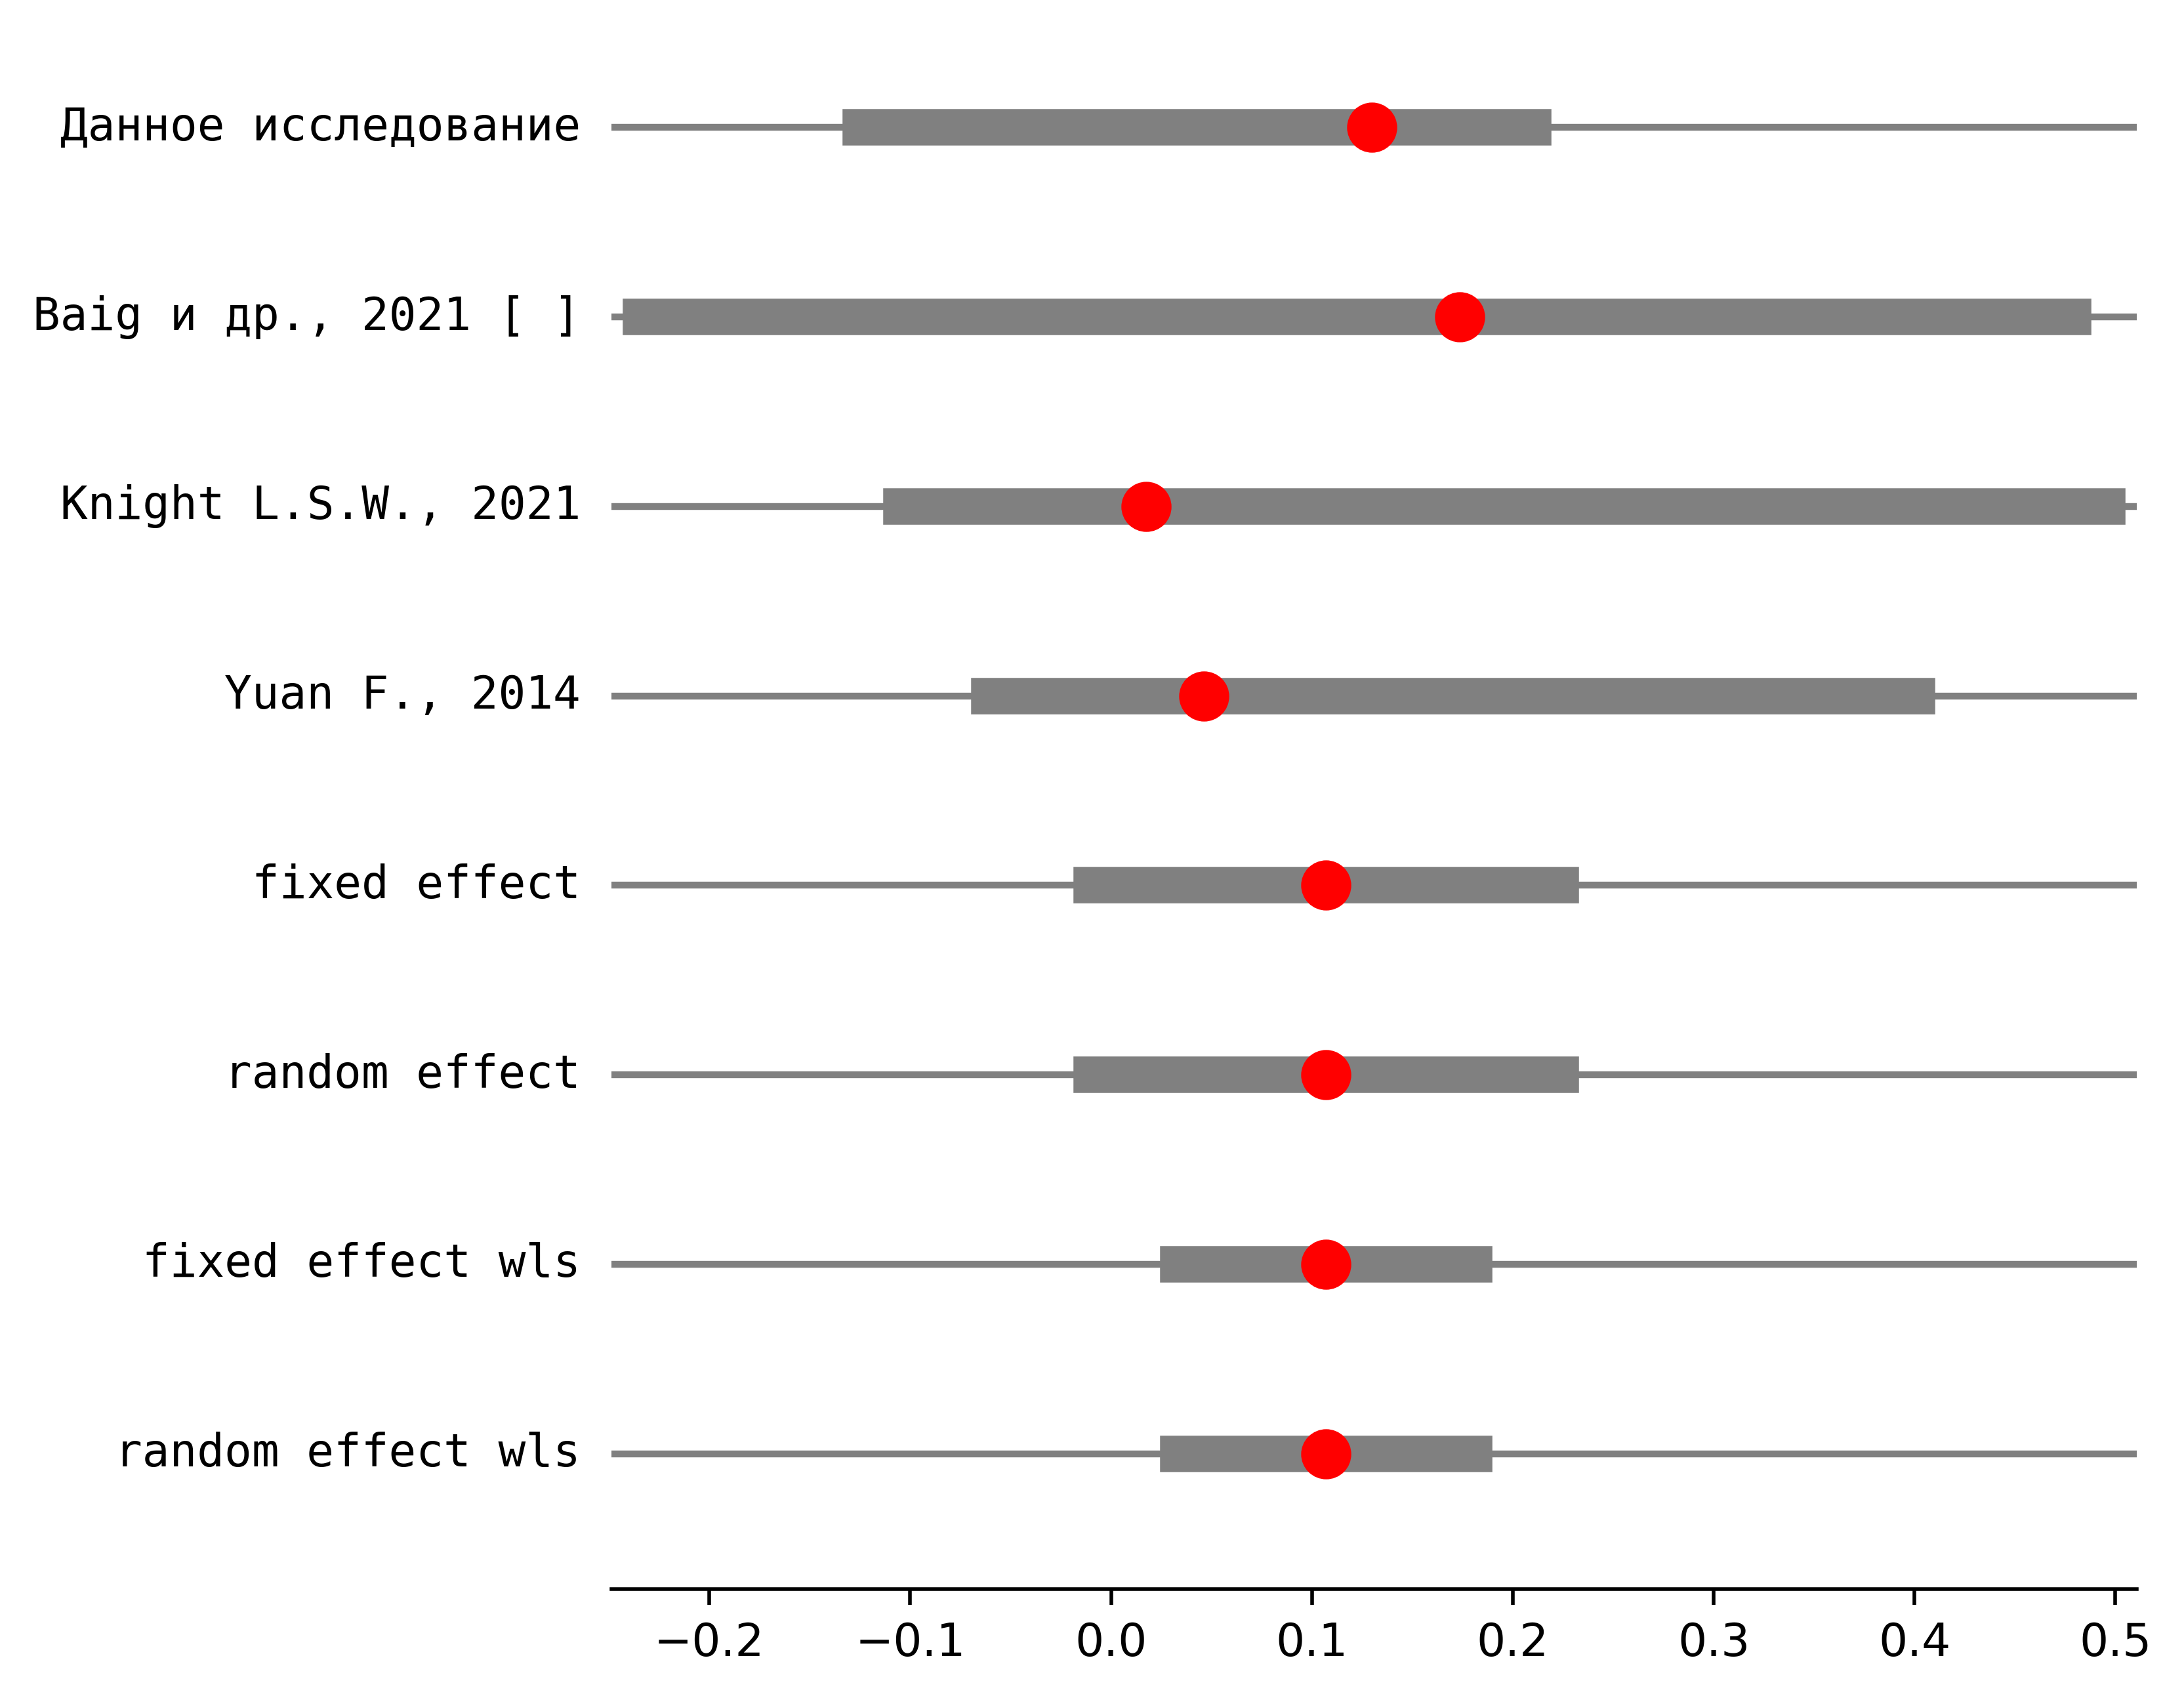 Данное исследование
Baig и др., 2021 [ ]
Knight L.S.W., 2021
Yuan F., 2014
fixed effect
random effect
fixed effect wls
random effect wls
−0.2 −0.1 0.0 0.1 0.2 0.3 0.4 0.5